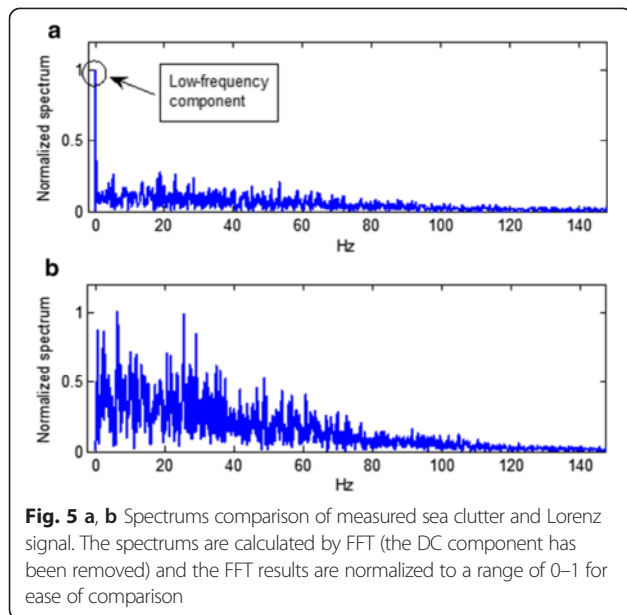 a
Low-frequency
component
Normalized spectrum
1
0.5
0
0 20 40 60 80 100 120 140
Hz
b
Normalized spectrum
1
0.5
0
0 20 40 60 80 100 120 140
Hz
Fig. 5 a, b Spectrums comparison of measured sea clutter and Lorenz
signal. The spectrums are calculated by FFT (the DC component has
been removed) and the FFT results are normalized to a range of 0–1 for
ease of comparison